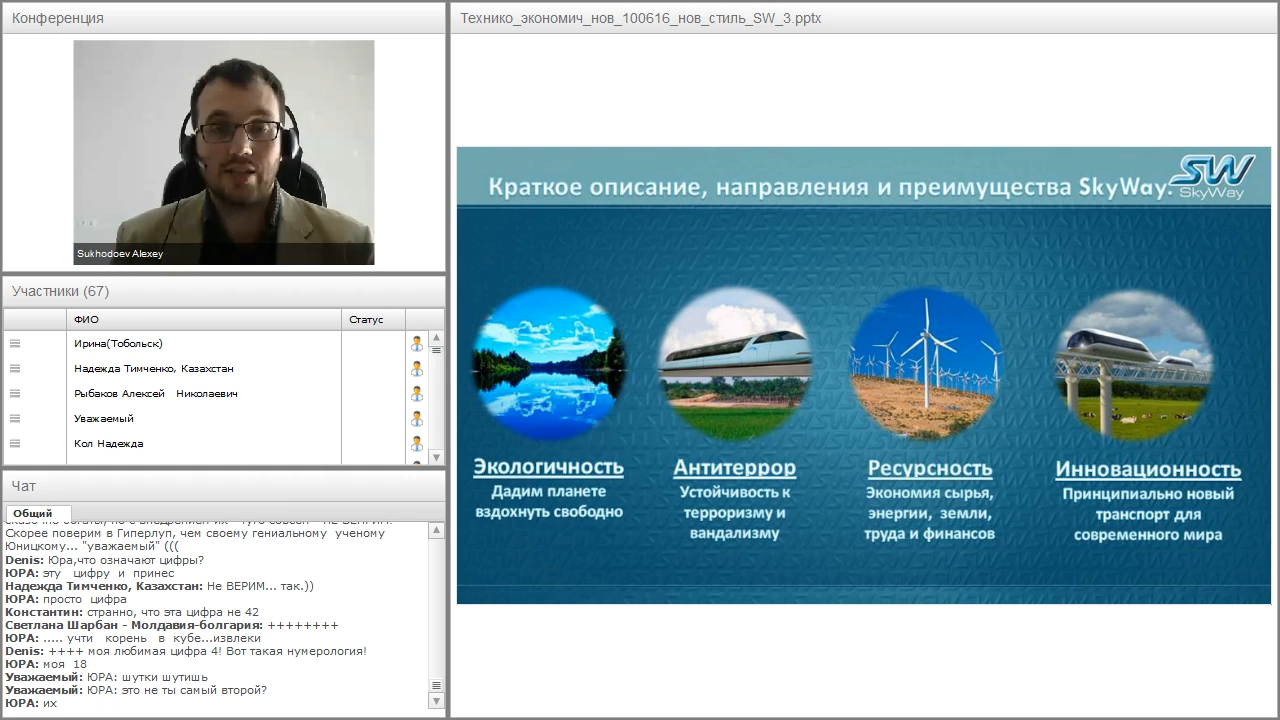 Конференция
Sukhodoev Alexey
Участники (67)
ФИО
Статус
Ирина(Тобольск)
Надежда Тимченко, Казахстан
Рыбаков Алексей Николаевич
Уважаемый
Кол Надежда
Чат
Общий
Скорее поверим в Гиперлуп, чем своему гениальному ученому
Юницкому... "уважаемый" (((
Denis: Юра,что означают цифры?
ЮРА: эту цифру и принес
Надежда Тимченко, Казахстан: Не ВЕРИМ... так.))
ЮРА: просто цифра
Константин: странно, что эта цифра не 42
Светлана Шарбан - Молдавия-болгария: ++++++++
ЮРА: ..... учти корень в кубе...извлеки
Denis: ++++ моя любимая цифра 4! Вот такая нумерология!
ЮРА: моя 18
Уважаемый: ЮРА: шутки шутишь
Уважаемый: ЮРА: это не тв самый второй?
ЮРА: их
Технико_экономич_нов_100616_нов_стиль_SW_3.pptx
Краткое описание, направления и преимущества SkyWay.
SW
SkyWay
Экологичность
Дадим планете
вздохнуть свободно
Антитеррор
Устойчивость к
терроризму и
вандализму
Ресурсность
Экономия сырья,
энергии, земли,
труда и финансов
Инновационность
Принципиально новый
транспорт для
современного мира